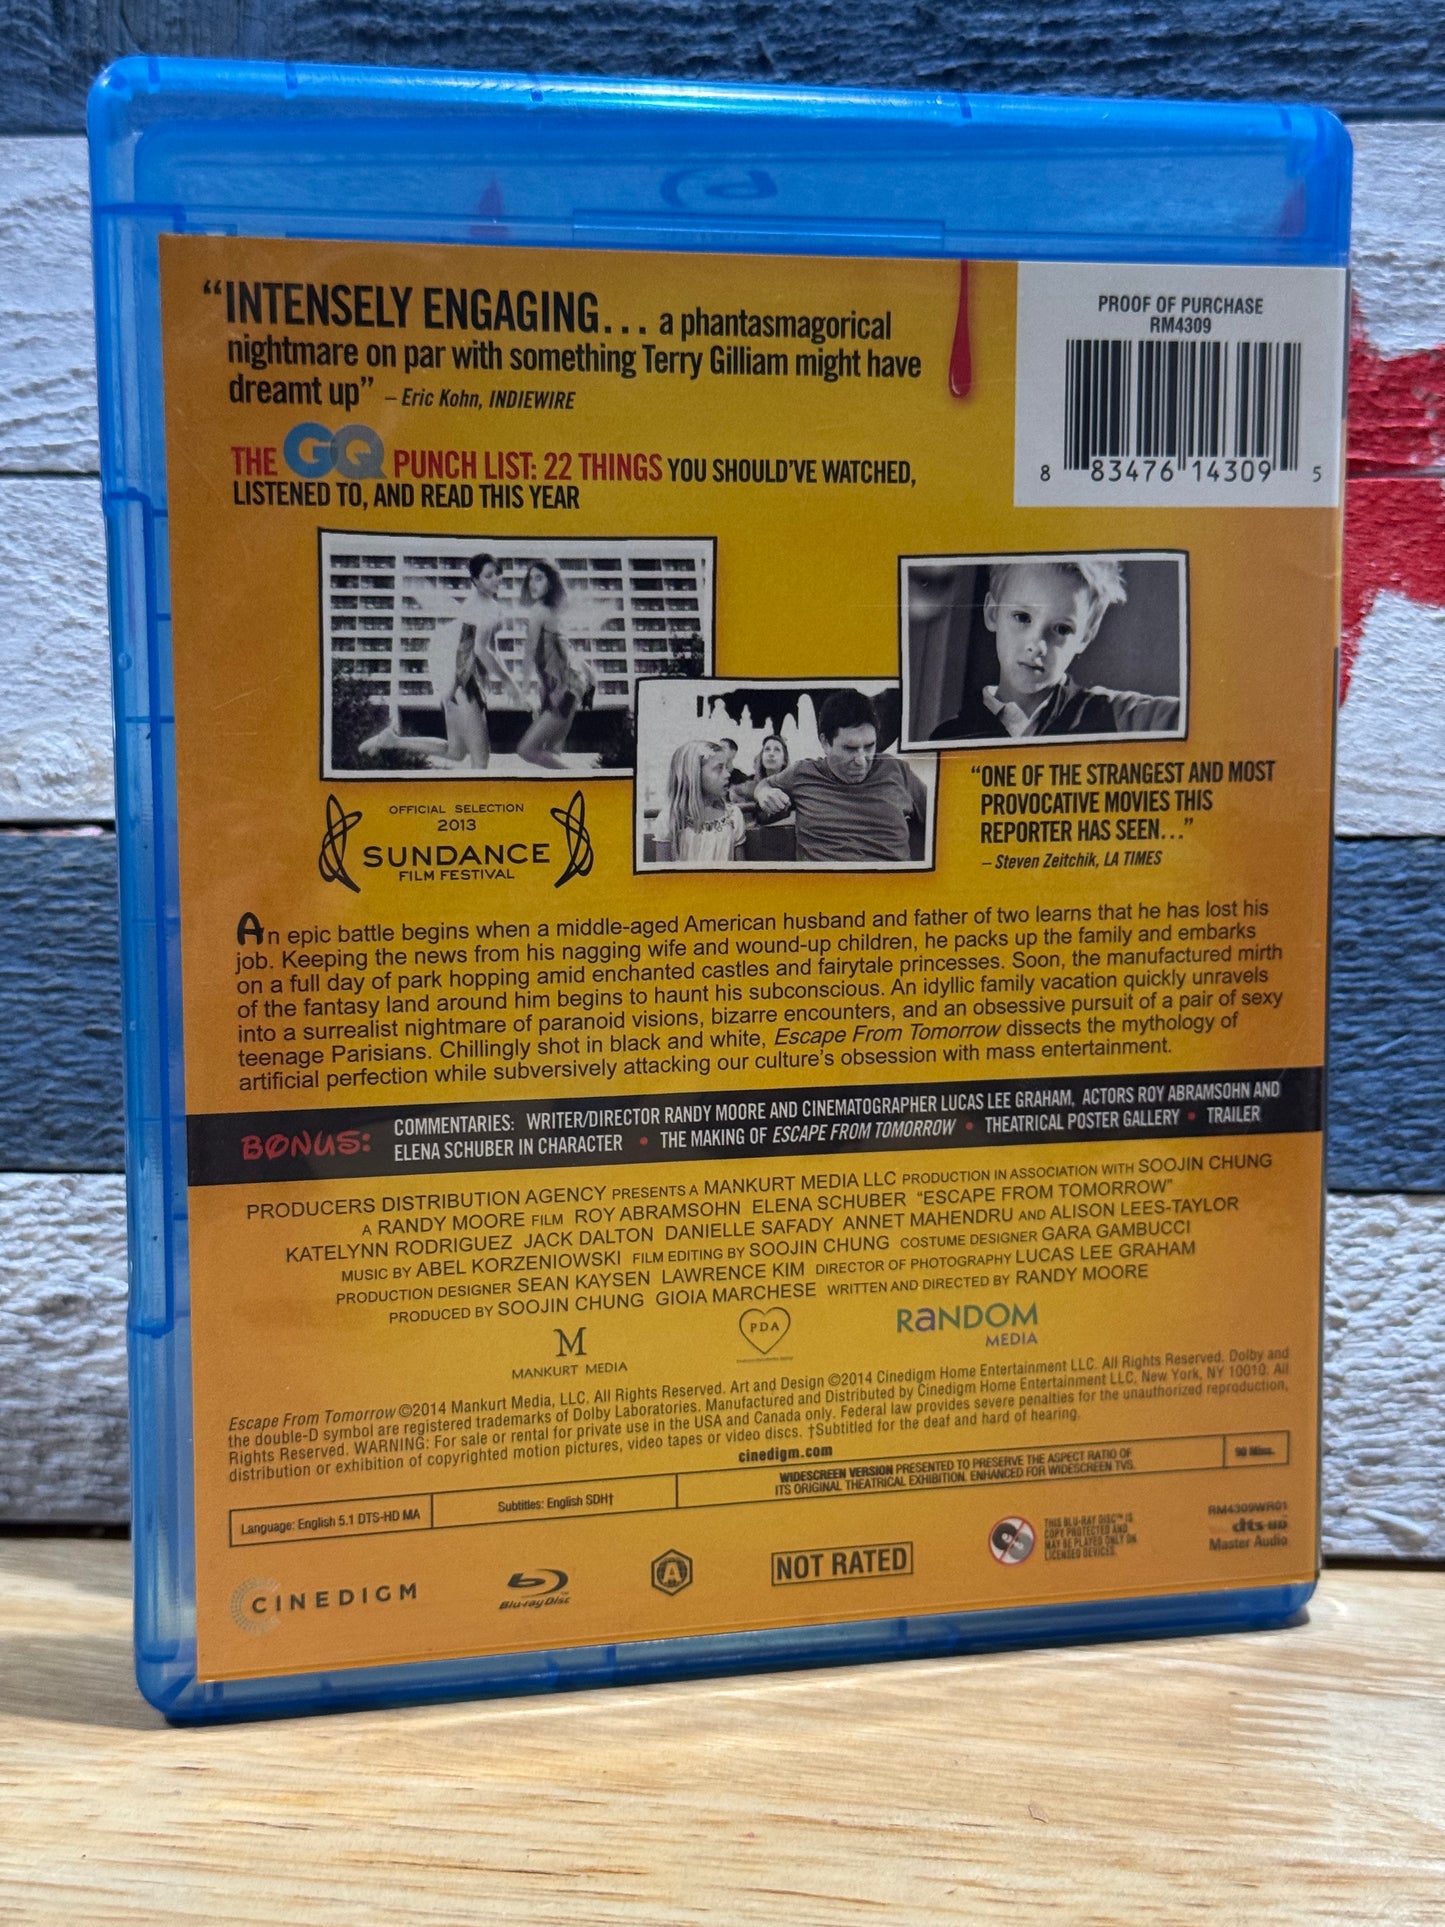 “INTENSELY ENGAGING... a phantasmagorical
nightmare on par with something Terry Gilliam might have
dreamt up” – Eric Kohn, INDIEWIRE
THE GQ PUNCH LIST: 22 THINGS YOU SHOULD’VE WATCHED,
LISTENED TO, AND READ THIS YEAR
PROOF OF PURCHASE
RM4309
8 83476 14309 5
OFFICIAL SELECTION
2013
SUNDANCE
FILM FESTIVAL
“ONE OF THE STRANGEST AND MOST
PROVOCATIVE MOVIES THIS
REPORTER HAS SEEN...”
– Steven Zeitchik, LA TIMES
An epic battle begins when a middle-aged American husband and father of two learns that he has lost his
job. Keeping the news from his nagging wife and wound-up children, he packs up the family and embarks
on a full day of park hopping amid enchanted castles and fairytale princesses. Soon, the manufactured mirth
of the fantasy land around him begins to haunt his subconscious. An idyllic family vacation quickly unravels
into a surrealist nightmare of paranoid visions, bizarre encounters, and an obsessive pursuit of a pair of sexy
teenage Parisians. Chillingly shot in black and white, Escape From Tomorrow dissects the mythology of
artificial perfection while subversively attacking our culture’s obsession with mass entertainment.
BONUS: COMMENTARIES: WRITER/DIRECTOR RANDY MOORE AND CINEMATOGRAPHER LUCAS LEE GRAHAM, ACTORS ROY ABRAMSOHN AND
ELENA SCHUBER IN CHARACTER • THE MAKING OF ESCAPE FROM TOMORROW • THEATRICAL POSTER GALLERY • TRAILER
PRODUCERS DISTRIBUTION AGENCY PRESENTS A MANKURT MEDIA LLC PRODUCTION IN ASSOCIATION WITH SOOJIN CHUNG
A RANDY MOORE FILM ROY ABRAMSOHN ELENA SCHUBER “ESCAPE FROM TOMORROW”
KATELYNN RODRIGUEZ JACK DALTON DANIELLE SAFADY ANNET MAHENDRU AND ALISON LEES-TAYLOR
MUSIC BY ABEL KORZENIOWSKI FILM EDITING BY SOOJIN CHUNG COSTUME DESIGNER GARA GAMBUCCI
PRODUCTION DESIGNER SEAN KAYSEN LAWRENCE KIM DIRECTOR OF PHOTOGRAPHY LUCAS LEE GRAHAM
PRODUCED BY SOOJIN CHUNG GIOIA MARCHESE WRITTEN AND DIRECTED BY RANDY MOORE
M
MANKURT MEDIA
PDA
RANDOM
MEDIA
Escape From Tomorrow ©2014 Mankurt Media, LLC. All Rights Reserved. Art and Design ©2014 Cinedigm Home Entertainment LLC. All Rights Reserved. Dolby and
the double-D symbol are registered trademarks of Dolby Laboratories. Manufactured and Distributed by Cinedigm Home Entertainment LLC, New York, NY 10010. All
Rights Reserved. WARNING: For sale or rental for private use in the USA and Canada only. Federal law provides severe penalties for the unauthorized reproduction,
distribution or exhibition of copyrighted motion pictures, video tapes or video discs. †Subtitled for the deaf and hard of hearing.
cinedigm.com
Language: English 5.1 DTS-HD MA
Subtitles: English SDH†
WIDESCREEN VERSION PRESENTED TO PRESERVE THE ASPECT RATIO OF
ITS ORIGINAL THEATRICAL EXHIBITION. ENHANCED FOR WIDESCREEN TVS.
90 Mins.
CINEDIGM
Blu-ray Disc
A
NOT RATED
THIS BLU-RAY DISC™ IS
COPY PROTECTED AND
MAY BE PLAYED ONLY ON
LICENSED DEVICES.
RM4309WR01
dts-HD
Master Audio